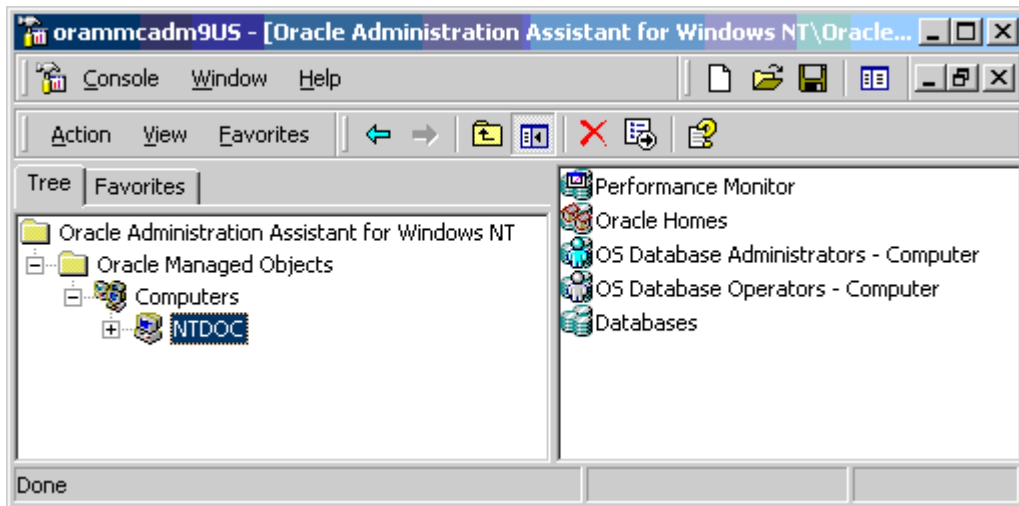 orammcadm9US - [Oracle Administration Assistant for Windows NT\Oracle...
Console Window Help
Action View Favorites
Tree Favorites
Oracle Administration Assistant for Windows NT
Oracle Managed Objects
Computers
NTDOC
Performance Monitor
Oracle Homes
OS Database Administrators - Computer
OS Database Operators - Computer
Databases
Done